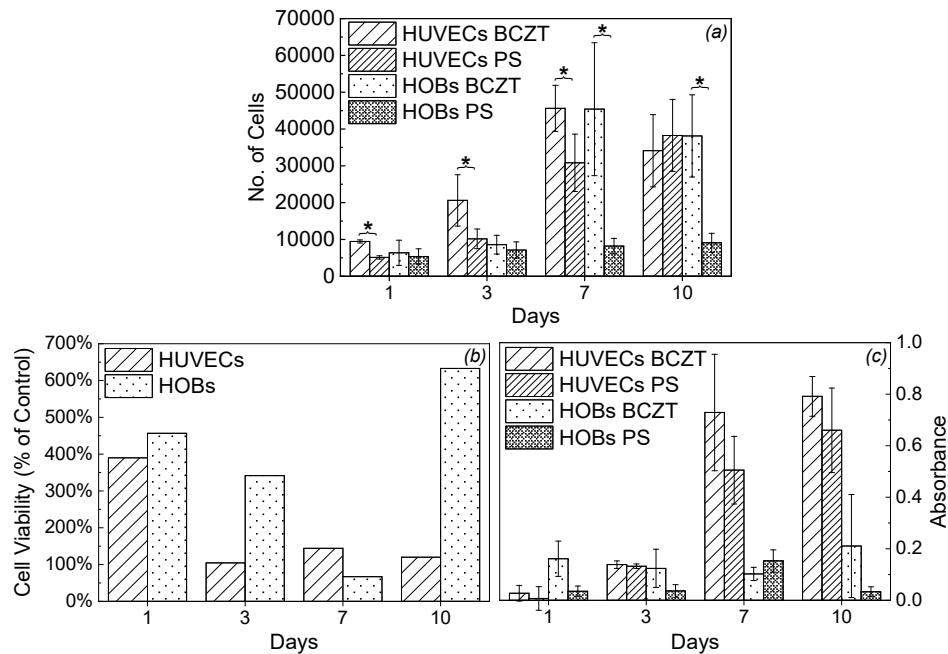 70000
60000
50000
40000
30000
20000
10000
0
No. of Cells
HUVECs BCZT
HUVECs PS
HOBs BCZT
HOBs PS
(a)
*
*
*
*
*
1
3
7
10
Days
700%
600%
500%
400%
300%
200%
100%
0%
Cell Viability (% of Control)
HUVECs
HOBs
(b)
1
3
7
10
Days
HUVECs BCZT
HUVECs PS
HOBs BCZT
HOBs PS
(c)
1.0
0.8
0.6
0.4
0.2
0.0
Absorbance
1
3
7
10
Days